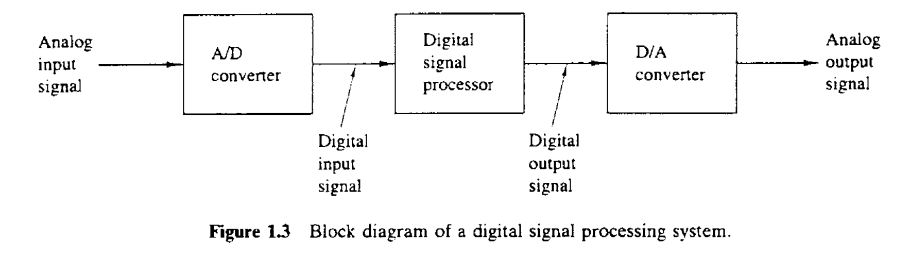 Analog
input
signal
A/D
converter
Digital
signal
processor
D/A
converter
Analog
output
signal
Digital
input
signal
Digital
output
signal
Figure 1.3 Block diagram of a digital signal processing system.